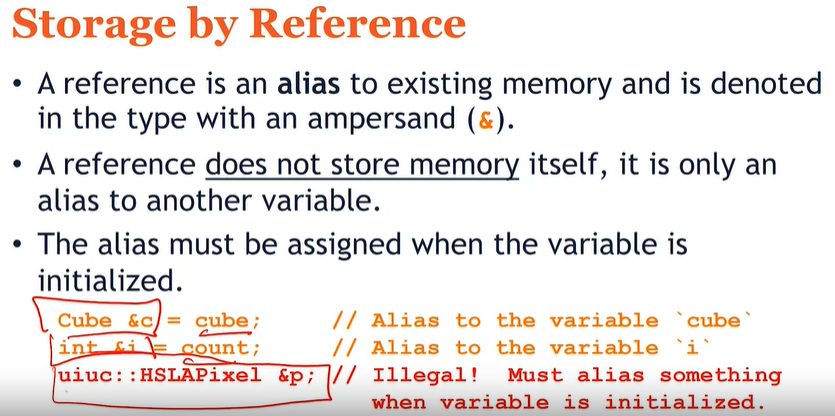 Storage by Reference
• A reference is an alias to existing memory and is denoted
in the type with an ampersand (&).
• A reference does not store memory itself, it is only an
alias to another variable.
• The alias must be assigned when the variable is
initialized.
Cube &c = cube; // Alias to the variable `cube`
int &i = count; // Alias to the variable `i`
uiuc::HSLAPixel &p; // Illegal! Must alias something
when variable is initialized.